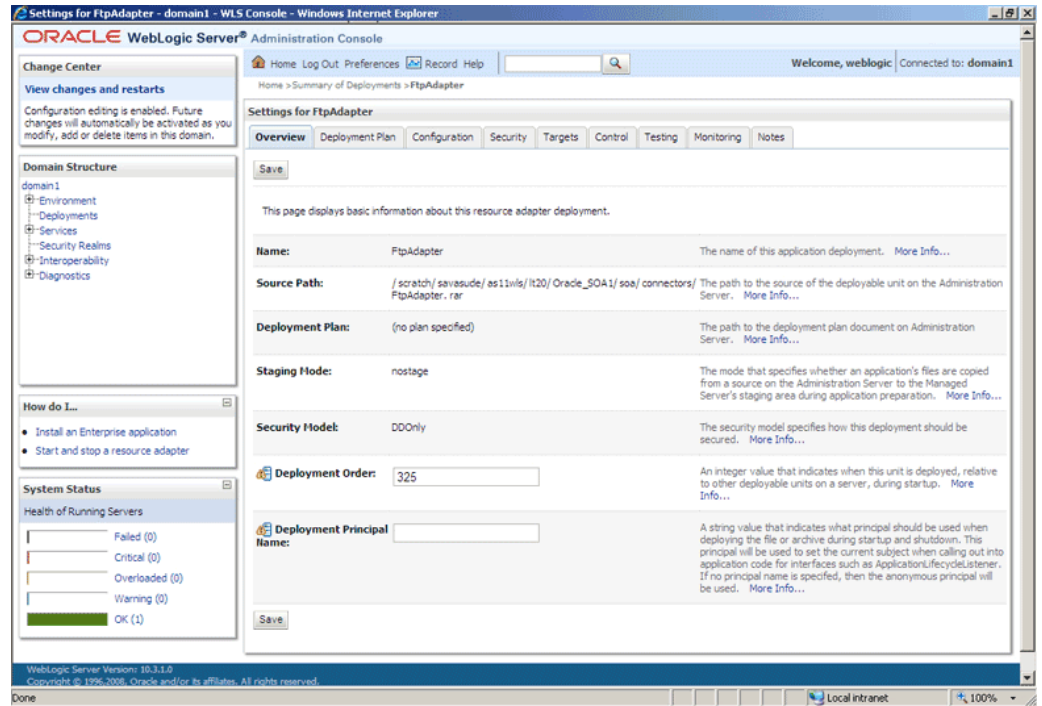 Settings for FtpAdapter - domain1 - WLS Console - Windows Internet Explorer
ORACLE WebLogic Server® Administration Console
Change Center
View changes and restarts
Configuration editing is enabled. Future
changes will automatically be activated as you
modify, add or delete items in this domain.
Domain Structure
domain1
Environment
Deployments
Services
Security Realms
Interoperability
Diagnostics
How do I...
Install an Enterprise application
Start and stop a resource adapter
System Status
Health of Running Servers
Failed (0)
Critical (0)
Overloaded (0)
Warning (0)
OK (1)
Home Log Out Preferences Record Help
Welcome, weblogic Connected to: domain1
Home >Summary of Deployments >FtpAdapter
Settings for FtpAdapter
Overview Deployment Plan Configuration Security Targets Control Testing Monitoring Notes
Save
This page displays basic information about this resource adapter deployment.
Name: FtpAdapter The name of this application deployment. More Info...
Source Path: /scratch/savasude/as11wls/lt20/Oracle_SOA1/soa/connectors/ The path to the source of the deployable unit on the Administration
FtpAdapter.rar Server. More Info...
Deployment Plan: (no plan specified) The path to the deployment plan document on Administration
Server. More Info...
Staging Mode: nostage The mode that specifies whether an application's files are copied
from a source on the Administration Server to the Managed
Server's staging area during application preparation. More Info...
Security Model: DDOnly The security model specifies how this deployment should be
secured. More Info...
Deployment Order: 325 An integer value that indicates when this unit is deployed, relative
to other deployable units on a server, during startup. More
Info...
Deployment Principal A string value that indicates what principal should be used when
Name: deploying the file or archive during startup and shutdown. This
principal will be used to set the current subject when calling out into
application code for interfaces such as ApplicationLifecycleListener.
If no principal name is specifed, then the anonymous principal will
be used. More Info...
Save
WebLogic Server Version: 10.3.1.0
Copyright © 1996,2008, Oracle and/or its affiliates. All rights reserved.
Done Local intranet 100%